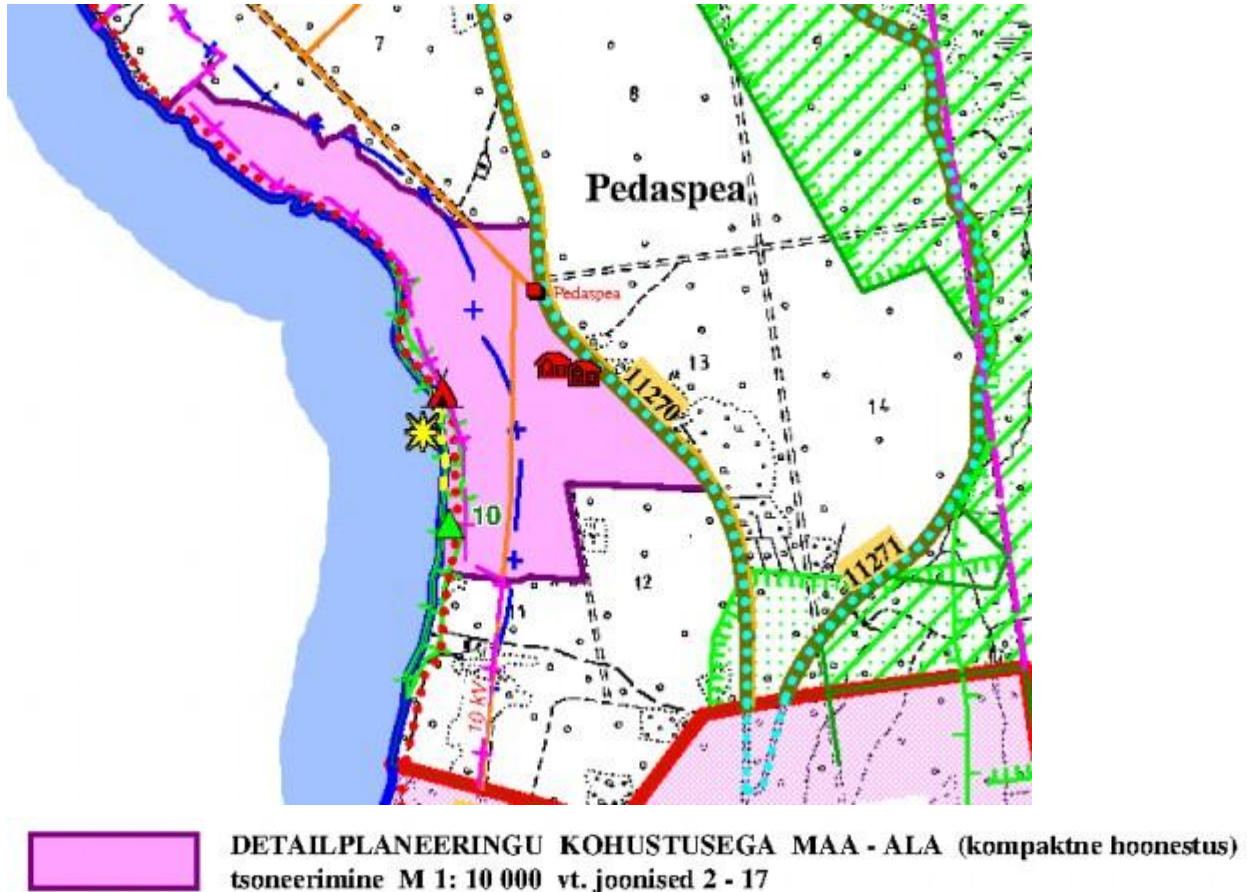 7
8
Pedaspea
Pedaspea
13
11270
14
10
11271
12
10 kV
DETAILPLANEERINGU KOHUSTUSEGA MAA - ALA (kompaktne hoonestus)
tsoneerimine M 1: 10 000 vt. joonised 2 - 17